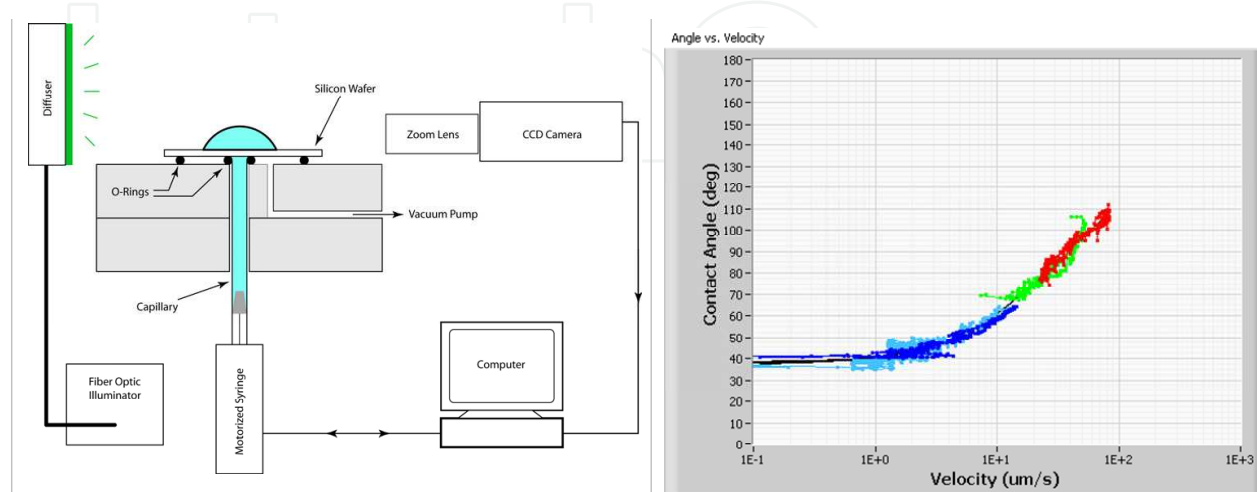 Diffuser
Silicon Wafer
Zoom Lens
CCD Camera
O-Rings
Vacuum Pump
Capillary
Fiber Optic
Illuminator
Motorized Syringe
Computer
Angle vs. Velocity
Contact Angle (deg)
180
170
160
150
140
130
120
110
100
90
80
70
60
50
40
30
20
10
0
1E-1
1E+0
1E+1
1E+2
1E+3
Velocity (um/s)